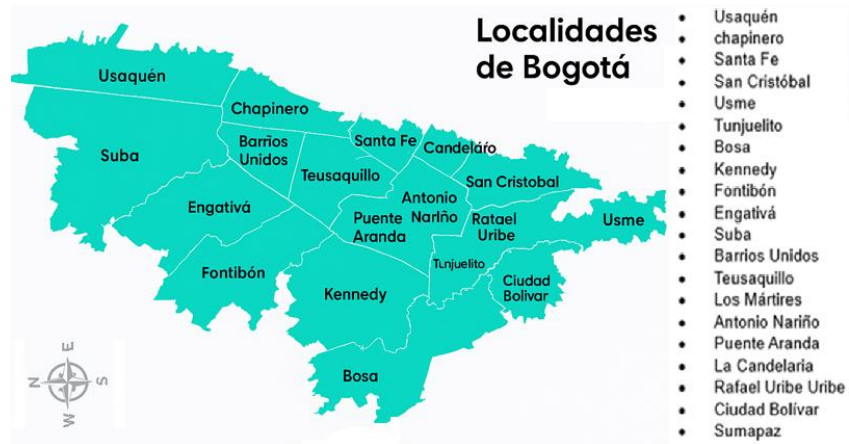 Localidades
de Bogotá
Usaquén
Chapinero
Suba
Barrios
Unidos
Santa Fe
Candeláro
Teusaquillo
San Cristobal
Engativá
Antonio
Nariño
Puente
Aranda
Ratael
Uribe
Usme
Fontibón
Tunjuelito
Kennedy
Ciudad
Bolivar
Bosa
E
N
S
W
• Usaquén
• chapinero
• Santa Fe
• San Cristóbal
• Usme
• Tunjuelito
• Bosa
• Kennedy
• Fontibón
• Engativá
• Suba
• Barrios Unidos
• Teusaquillo
• Los Mártires
• Antonio Nariño
• Puente Aranda
• La Candelaria
• Rafael Uribe Uribe
• Ciudad Bolívar
• Sumapaz